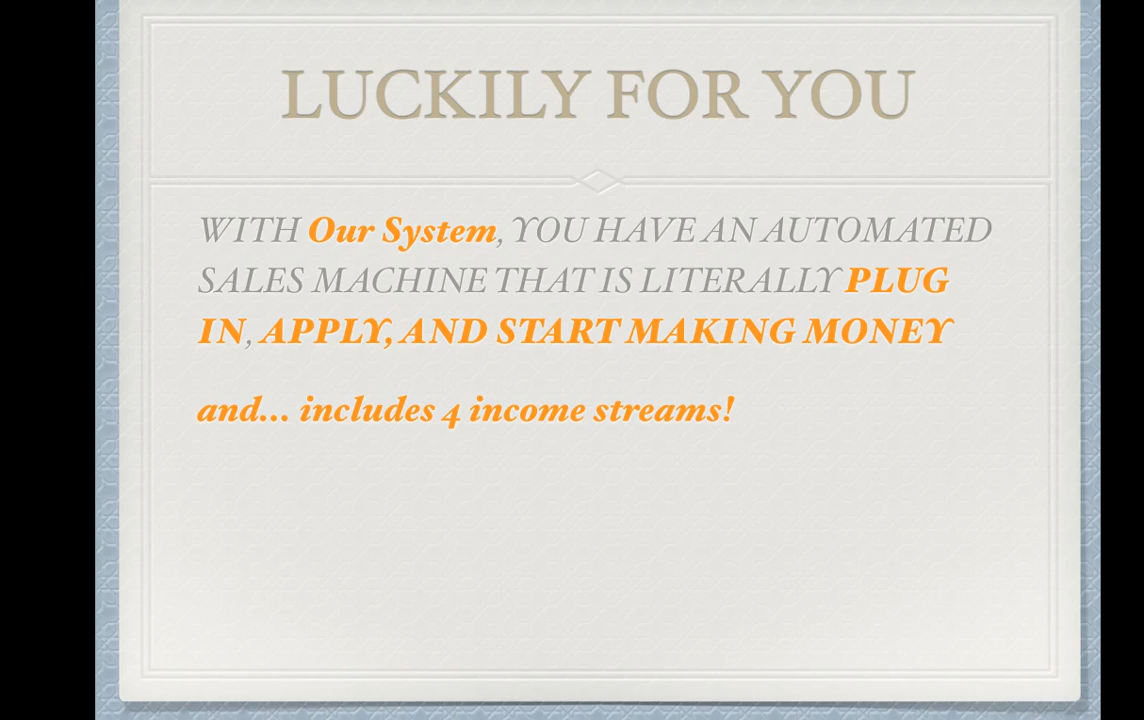 LUCKILY FOR YOU
WITH Our System, YOU HAVE AN AUTOMATED
SALES MACHINE THAT IS LITERALLY PLUG
IN, APPLY, AND START MAKING MONEY
and... includes 4 income streams!